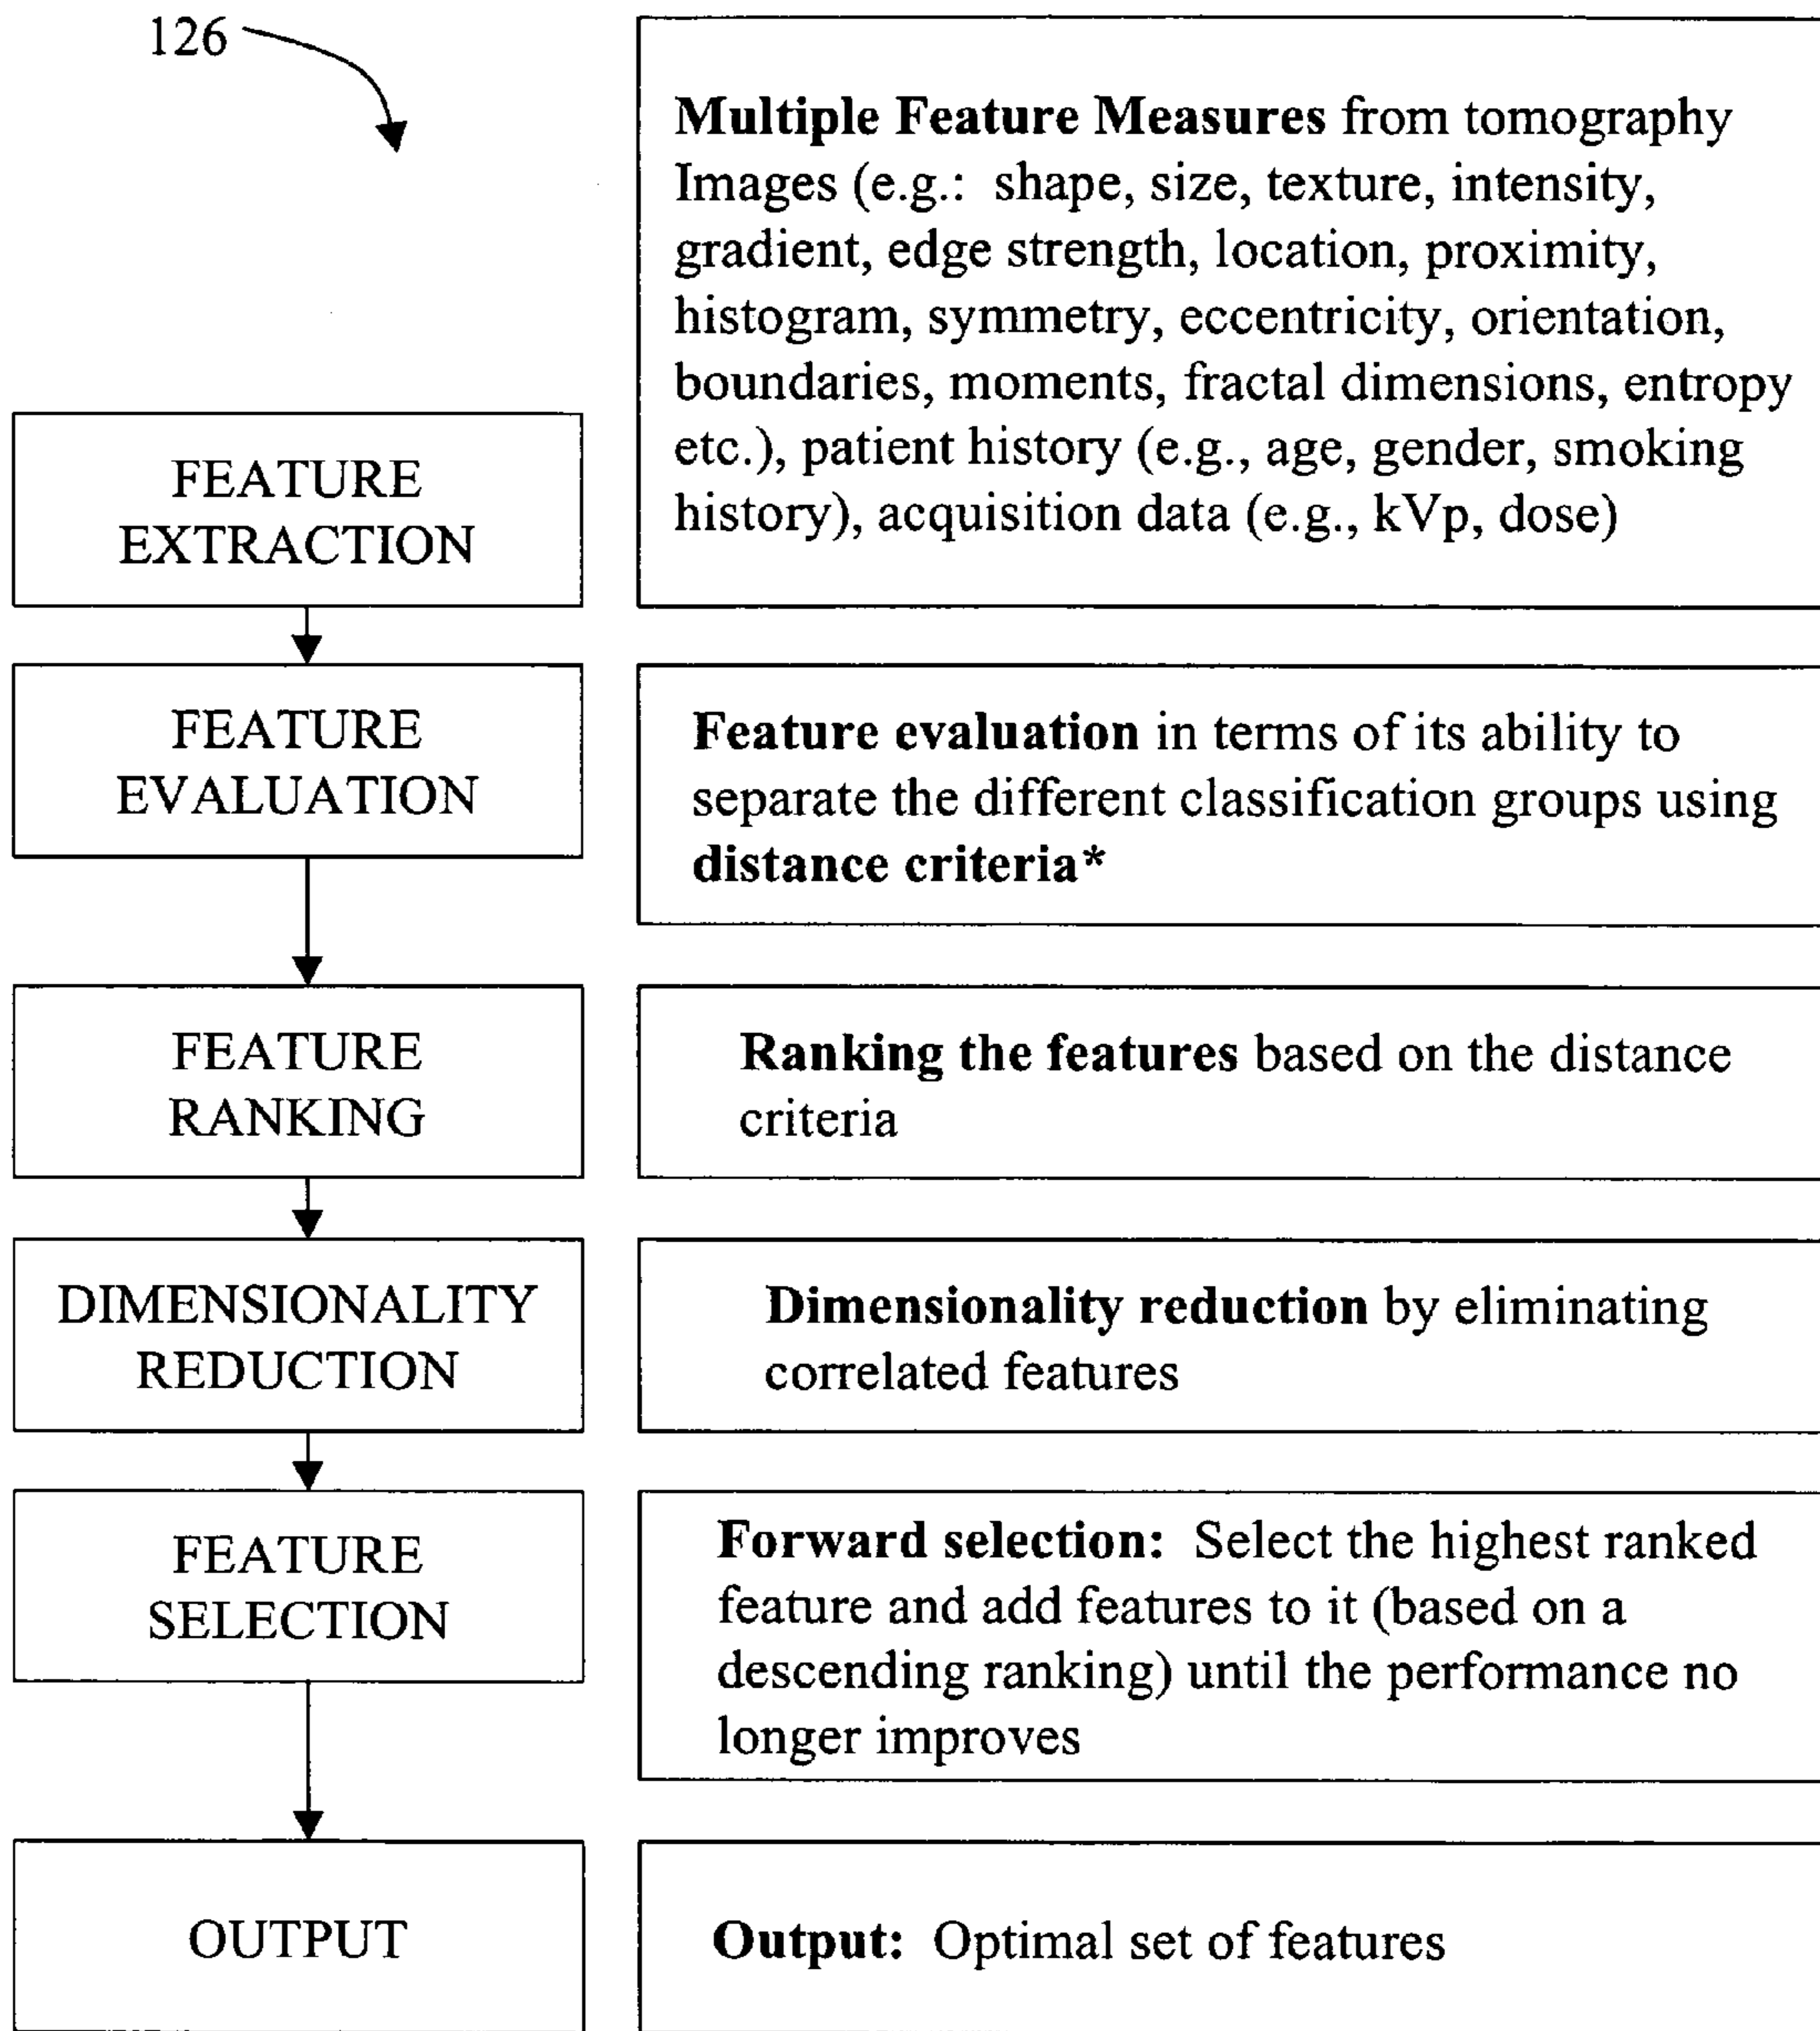 126
Multiple Feature Measures from tomography
Images (e.g.: shape, size, texture, intensity,
gradient, edge strength, location, proximity,
histogram, symmetry, eccentricity, orientation,
boundaries, moments, fractal dimensions, entropy
etc.), patient history (e.g., age, gender, smoking
history), acquisition data (e.g., kVp, dose)
FEATURE
EXTRACTION
FEATURE
EVALUATION
Feature evaluation in terms of its ability to
separate the different classification groups using
distance criteria*
FEATURE
RANKING
Ranking the features based on the distance
criteria
DIMENSIONALITY
REDUCTION
Dimensionality reduction by eliminating
correlated features
FEATURE
SELECTION
Forward selection: Select the highest ranked
feature and add features to it (based on a
descending ranking) until the performance no
longer improves
OUTPUT
Output: Optimal set of features